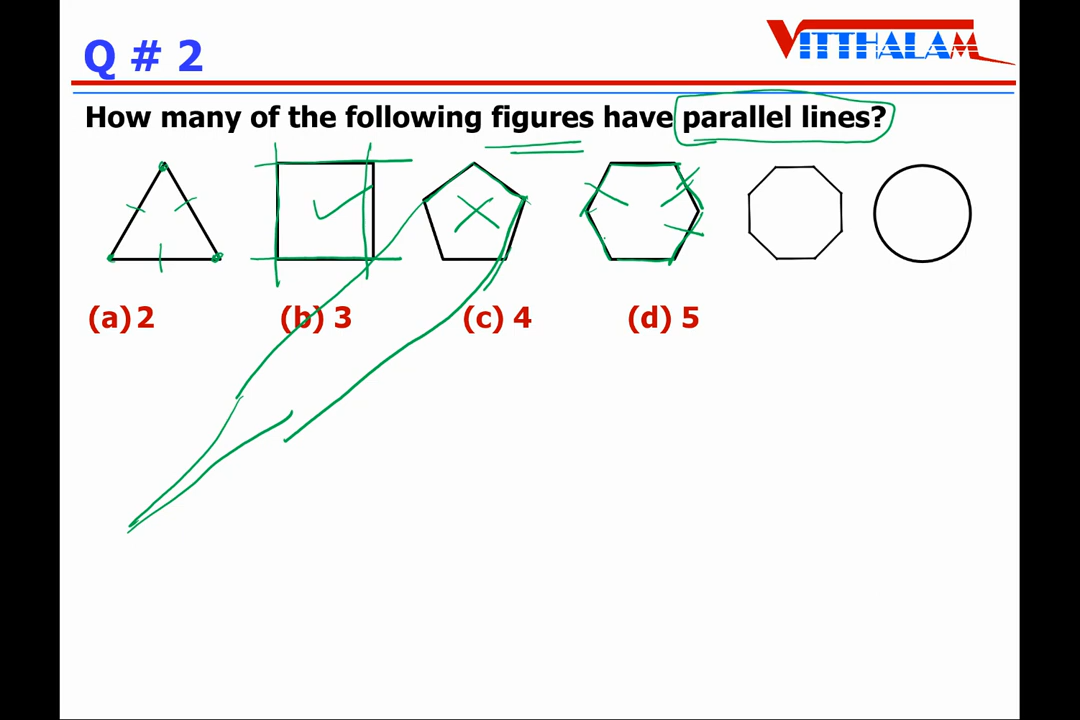 Q # 2
VITTHALAM
How many of the following figures have parallel lines?
(a) 2 (b) 3 (c) 4 (d) 5